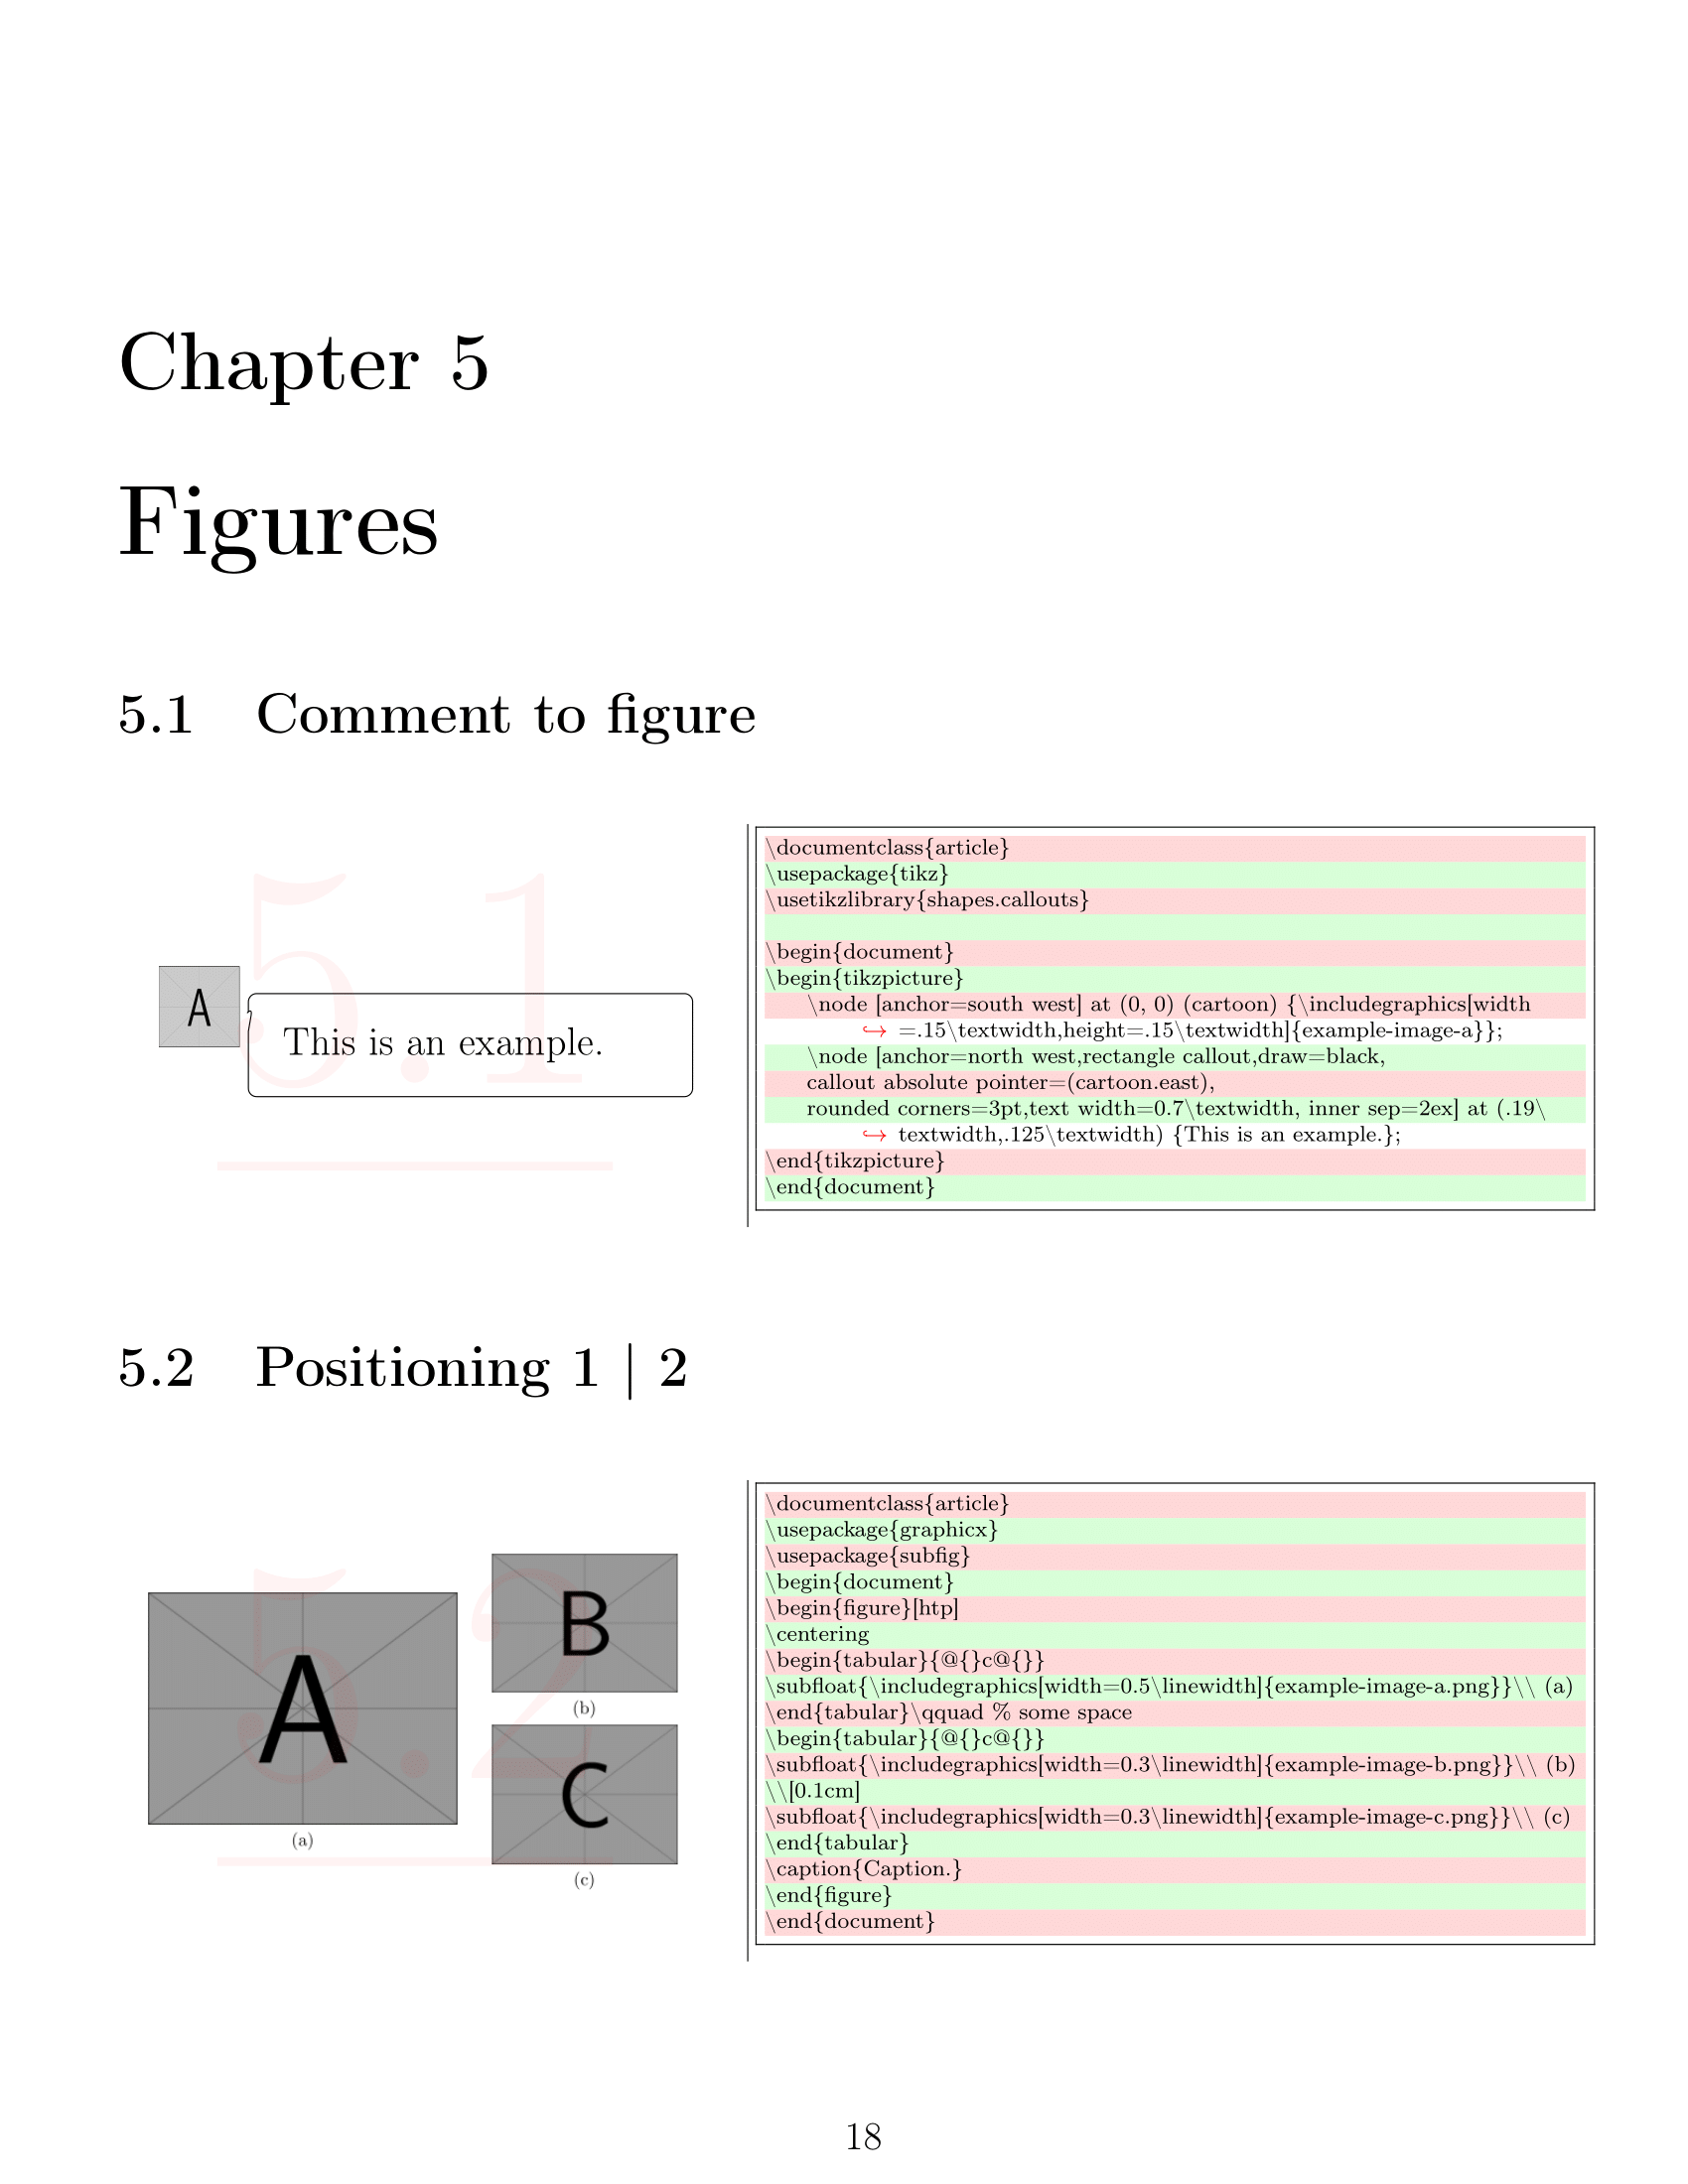 Chapter 5
Figures
5.1 Comment to figure
5.1
A
This is an example.
\documentclass{article}
\usepackage{tikz}
\usetikzlibrary{shapes.callouts}
\begin{document}
\begin{tikzpicture}
\node [anchor=south west] at (0, 0) (cartoon) {\includegraphics[width
↪ =.15\textwidth,height=.15\textwidth]{example-image-a}};
\node [anchor=north west,rectangle callout,draw=black,
callout absolute pointer=(cartoon.east),
rounded corners=3pt,text width=0.7\textwidth, inner sep=2ex] at (.19\
↪ textwidth,.125\textwidth) {This is an example.};
\end{tikzpicture}
\end{document}
5.2 Positioning 1 | 2
5.2
A
(a)
B
(b)
C
(c)
\documentclass{article}
\usepackage{graphicx}
\usepackage{subfig}
\begin{document}
\begin{figure}[htp]
\centering
\begin{tabular}{@{}c@{}}
\subfloat{\includegraphics[width=0.5\linewidth]{example-image-a.png}}\\ (a)
\end{tabular}\qquad % some space
\begin{tabular}{@{}c@{}}
\subfloat{\includegraphics[width=0.3\linewidth]{example-image-b.png}}\\ (b)
\\[0.1cm]
\subfloat{\includegraphics[width=0.3\linewidth]{example-image-c.png}}\\ (c)
\end{tabular}
\caption{Caption.}
\end{figure}
\end{document}
18